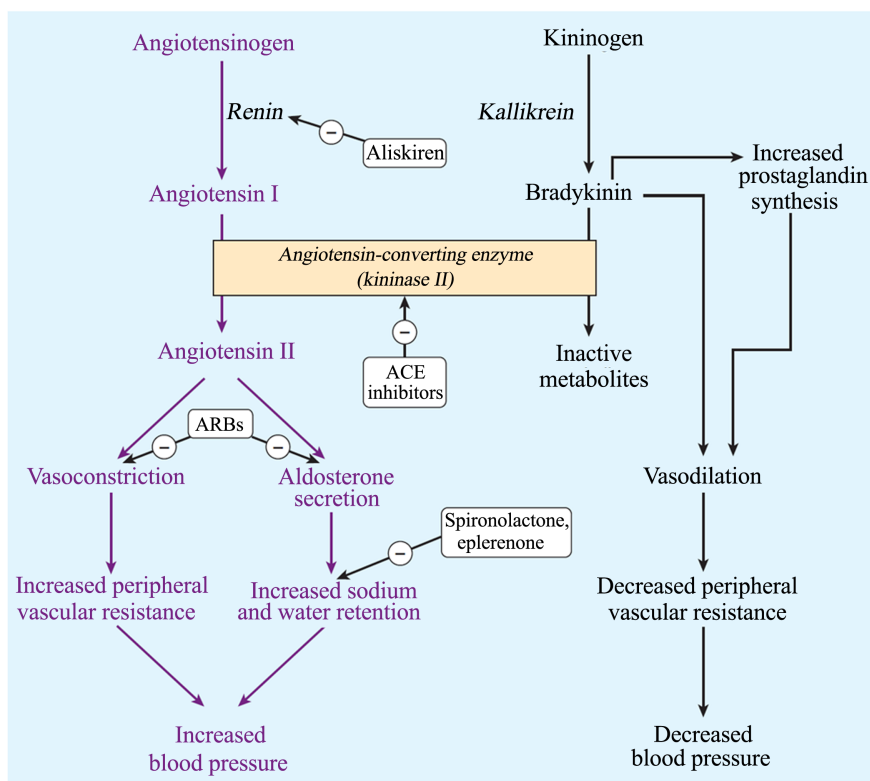 Angiotensinogen
Kininogen
Renin
Kallikrein
−
Aliskiren
Increased
prostaglandin
synthesis
Angiotensin I
Bradykinin
Angiotensin-converting enzyme
(kininase II)
−
Angiotensin II
Inactive
metabolites
ACE
inhibitors
ARBs
−
−
Vasoconstriction
Aldosterone
secretion
Vasodilation
Spironolactone,
eplerenone
−
Increased peripheral
vascular resistance
Increased sodium
and water retention
Decreased peripheral
vascular resistance
Increased
blood pressure
Decreased
blood pressure